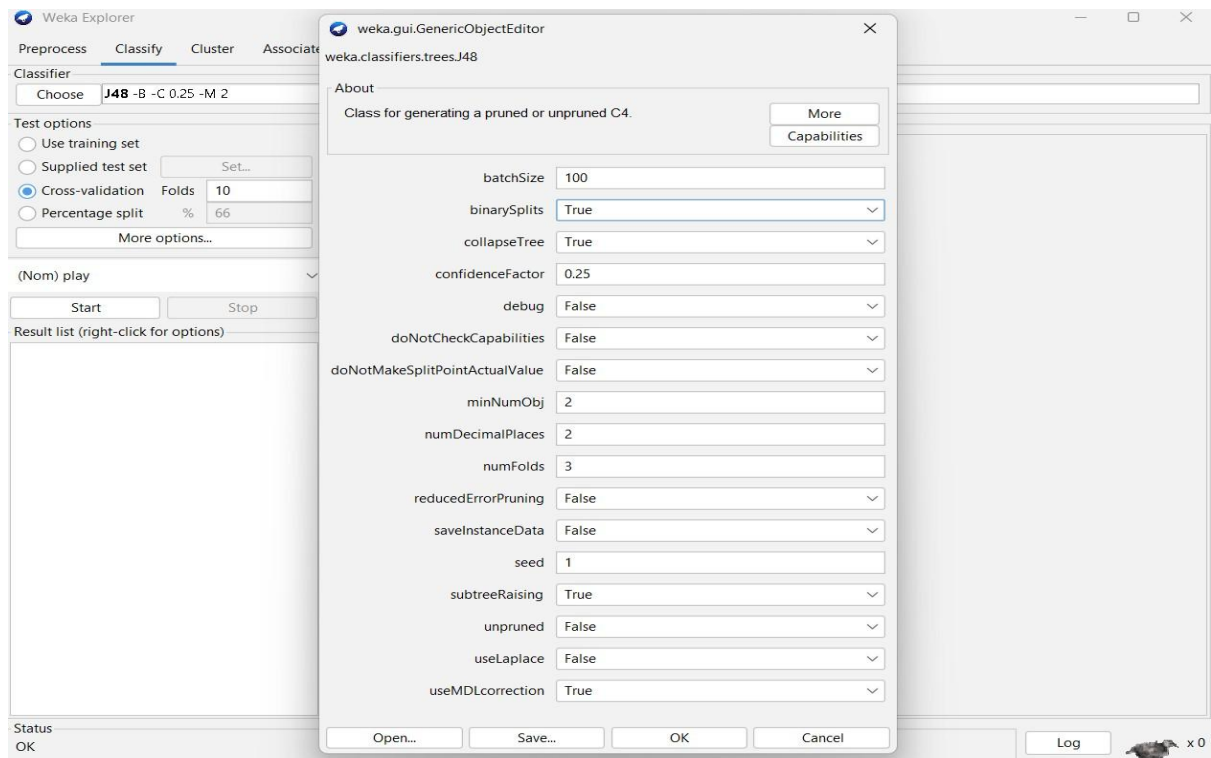 Weka Explorer
Preprocess Classify Cluster Associate
Classifier
Choose J48 -B -C 0.25 -M 2
Test options
Use training set
Supplied test set Set...
Cross-validation Folds 10
Percentage split % 66
More options...
(Nom) play
Start Stop
Result list (right-click for options)
Status
OK
weka.gui.GenericObjectEditor
weka.classifiers.trees.J48
About
Class for generating a pruned or unpruned C4.
More
Capabilities
batchSize 100
binarySplits True
collapseTree True
confidenceFactor 0.25
debug False
doNotCheckCapabilities False
doNotMakeSplitPointActualValue False
minNumObj 2
numDecimalPlaces 2
numFolds 3
reducedErrorPruning False
saveInstanceData False
seed 1
subtreeRaising True
unpruned False
useLaplace False
useMDLcorrection True
Open... Save... OK Cancel
Log x 0